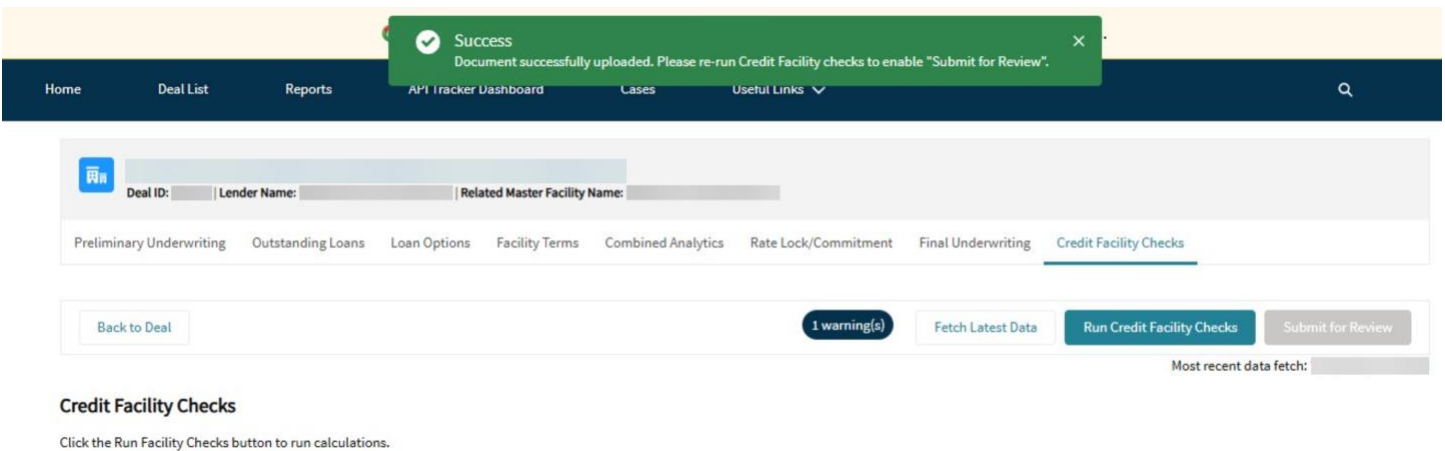 Success
Document successfully uploaded. Please re-run Credit Facility checks to enable "Submit for Review".
Home Deal List Reports API Tracker Dashboard Cases Useful Links
Deal ID: | Lender Name: | Related Master Facility Name:
Preliminary Underwriting Outstanding Loans Loan Options Facility Terms Combined Analytics Rate Lock/Commitment Final Underwriting Credit Facility Checks
Back to Deal 1 warning(s) Fetch Latest Data Run Credit Facility Checks Submit for Review
Most recent data fetch:
Credit Facility Checks
Click the Run Facility Checks button to run calculations.